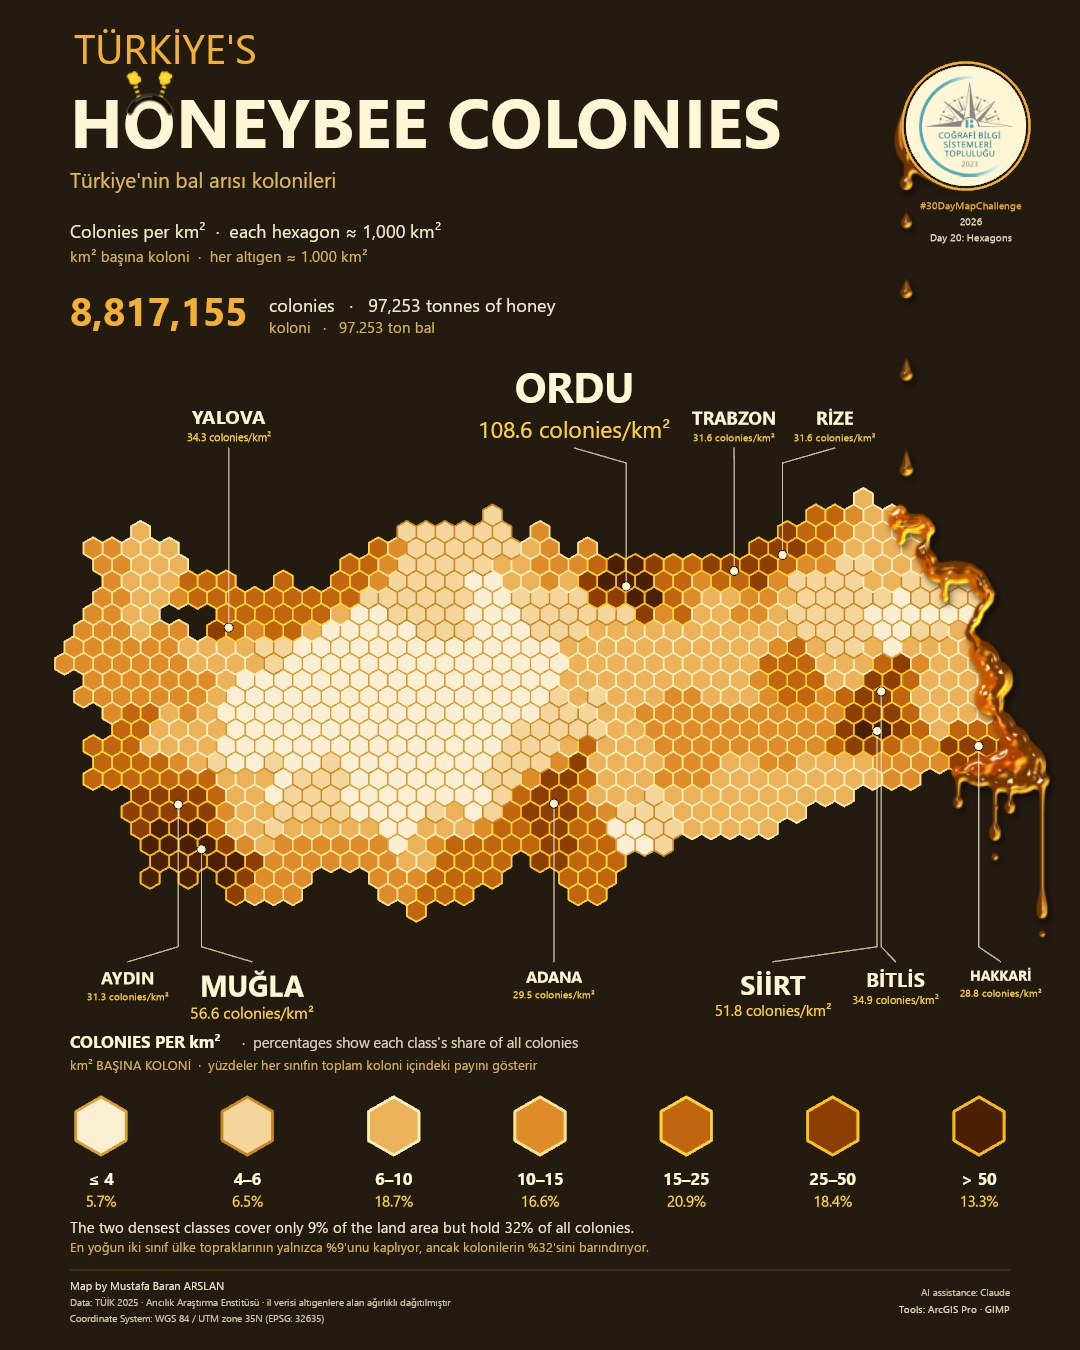 TÜRKİYE'S
HONEYBEE COLONIES
Türkiye'nin bal arısı kolonileri
COĞRAFİ BİLGİ
SİSTEMLERİ
TOPLULUĞU
2023
#30DayMapChallenge
2026
Day 20: Hexagons
Colonies per km² · each hexagon ≈ 1,000 km²
km² başına koloni · her altıgen ≈ 1.000 km²
8,817,155 colonies · 97,253 tonnes of honey
koloni · 97.253 ton bal
YALOVA
34.3 colonies/km²
ORDU
108.6 colonies/km²
TRABZON
31.6 colonies/km²
RİZE
31.6 colonies/km²
AYDIN
31.3 colonies/km²
MUĞLA
56.6 colonies/km²
ADANA
29.5 colonies/km²
SİİRT
51.8 colonies/km²
BİTLİS
34.9 colonies/km²
HAKKARİ
28.8 colonies/km²
COLONIES PER km² · percentages show each class's share of all colonies
km² BAŞINA KOLONİ · yüzdeler her sınıfın toplam koloni içindeki payını gösterir
≤ 4 4–6 6–10 10–15 15–25 25–50 > 50
5.7% 6.5% 18.7% 16.6% 20.9% 18.4% 13.3%
The two densest classes cover only 9% of the land area but hold 32% of all colonies.
En yoğun iki sınıf ülke topraklarının yalnızca %9'unu kaplıyor, ancak kolonilerin %32'sini barındırıyor.
Map by Mustafa Baran ARSLAN
Data: TÜİK 2025 · Arıcılık Araştırma Enstitüsü · il verisi altıgenlere alan ağırlıklı dağıtılmıştır
Coordinate System: WGS 84 / UTM zone 35N (EPSG: 32635)
AI assistance: Claude
Tools: ArcGIS Pro · GIMP